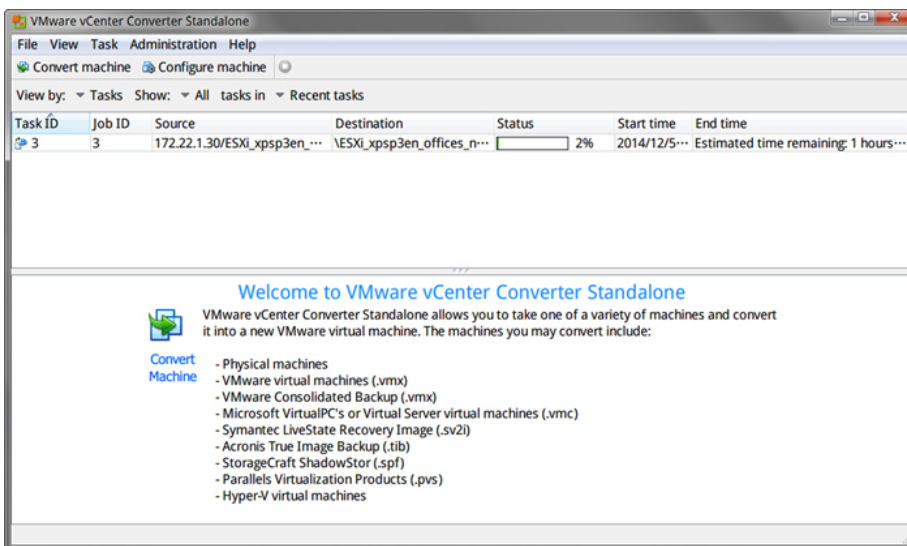 VMware vCenter Converter Standalone
File View Task Administration Help
Convert machine Configure machine
View by: Tasks Show: All tasks in Recent tasks
Task ID Job ID Source Destination Status Start time End time
3 3 172.22.1.30/ESXi_xpsp3en_··· \ESXi_xpsp3en_offices_n··· 2% 2014/12/5··· Estimated time remaining: 1 hours···
Welcome to VMware vCenter Converter Standalone
VMware vCenter Converter Standalone allows you to take one of a variety of machines and convert
it into a new VMware virtual machine. The machines you may convert include:
Convert
Machine
- Physical machines
- VMware virtual machines (.vmx)
- VMware Consolidated Backup (.vmx)
- Microsoft VirtualPC's or Virtual Server virtual machines (.vmc)
- Symantec LiveState Recovery Image (.sv2i)
- Acronis True Image Backup (.tib)
- StorageCraft ShadowStor (.spf)
- Parallels Virtualization Products (.pvs)
- Hyper-V virtual machines